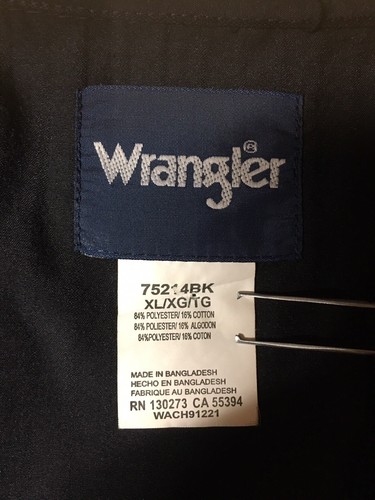 Wrangler®
75214BK
XL/XG/TG
84% POLYESTER/ 16% COTTON
84% POLIESTER/ 16% ALGODON
84%POLYESTER/ 16% COTON
MADE IN BANGLADESH
HECHO EN BANGLADESH
FABRIQUE AU BANGLADESH
RN 130273 CA 55394
WACH91221